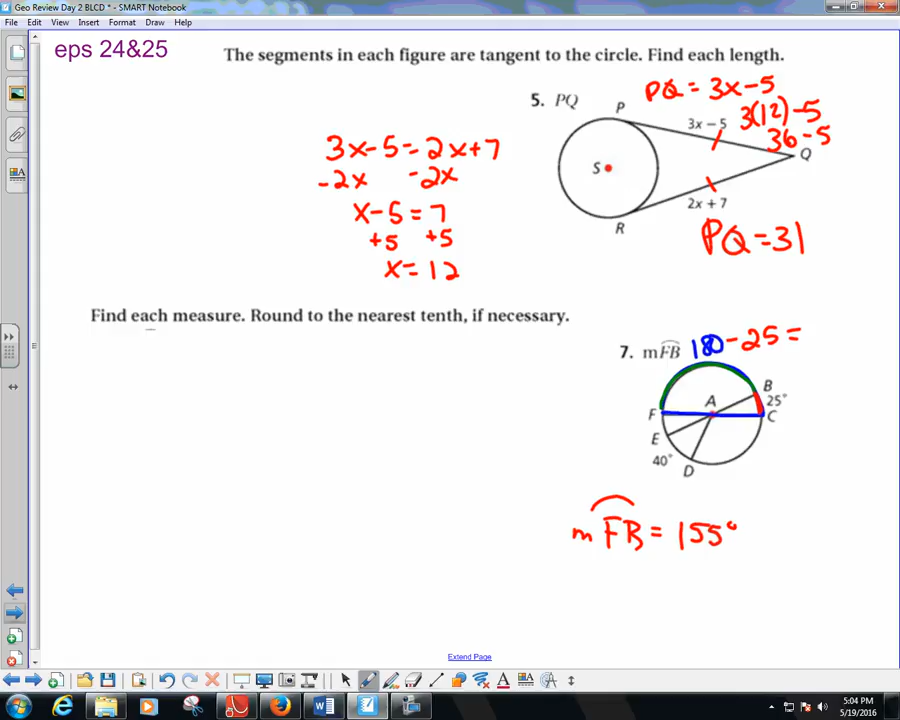 Geo Review Day 2 BLCD * - SMART Notebook
File Edit View Insert Format Draw Help
eps 24&25
The segments in each figure are tangent to the circle. Find each length.
5. PQ
PQ = 3x-5
3(12)-5
36-5
P
3x - 5
Q
S
2x + 7
R
PQ=31
3x-5=2x+7
-2x -2x
x-5=7
+5 +5
x=12
Find each measure. Round to the nearest tenth, if necessary.
7. mFB 180-25=
B
25°
A
F
C
E
40°
D
mFB = 155°
Extend Page
5:04 PM
5/19/2016